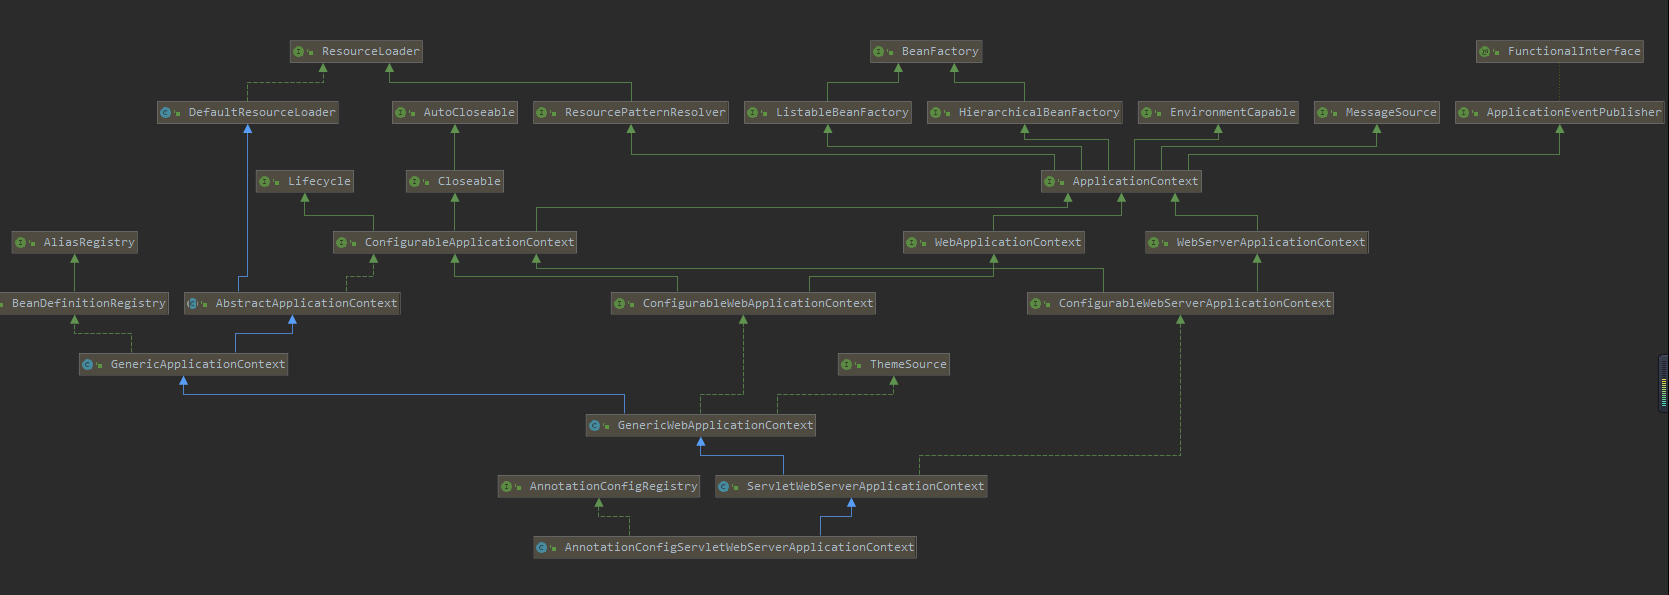 ResourceLoader
BeanFactory
FunctionalInterface
DefaultResourceLoader
AutoCloseable
ResourcePatternResolver
ListableBeanFactory
HierarchicalBeanFactory
EnvironmentCapable
MessageSource
ApplicationEventPublisher
Lifecycle
Closeable
ApplicationContext
AliasRegistry
ConfigurableApplicationContext
WebApplicationContext
WebServerApplicationContext
BeanDefinitionRegistry
AbstractApplicationContext
ConfigurableWebApplicationContext
ConfigurableWebServerApplicationContext
GenericApplicationContext
ThemeSource
GenericWebApplicationContext
AnnotationConfigRegistry
ServletWebServerApplicationContext
AnnotationConfigServletWebServerApplicationContext